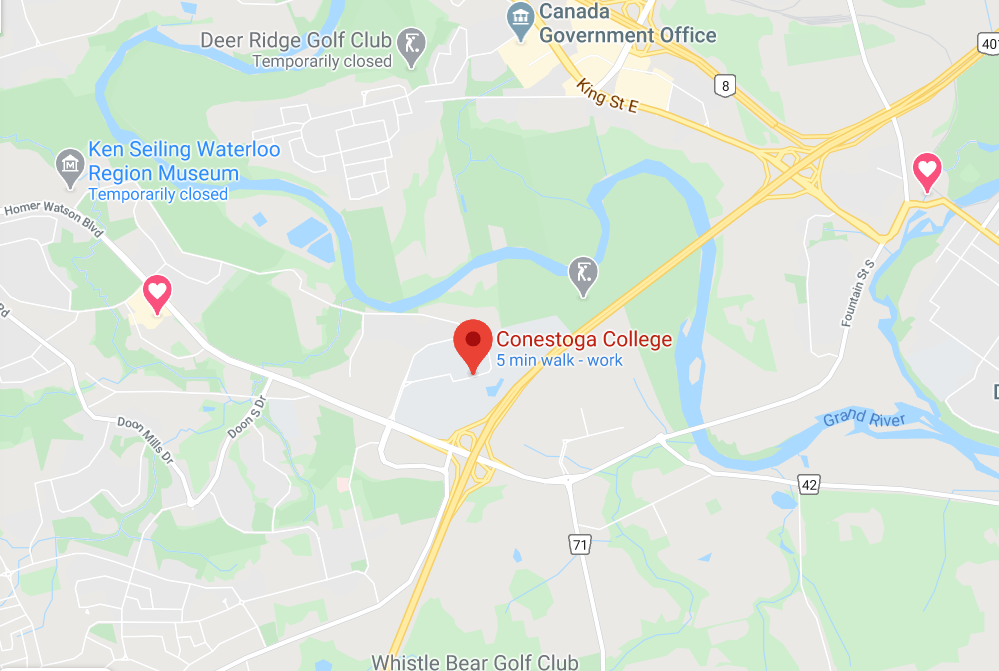 Canada
Government Office
Deer Ridge Golf Club
Temporarily closed
40
8
King St E
Ken Seiling Waterloo
Region Museum
Temporarily closed
Homer Watson Blvd
Rd
Fountain St S
Conestoga College
5 min walk - work
D
Doon S Dr
Doon Mills Dr
Grand River
42
71
Whistle Bear Golf Club